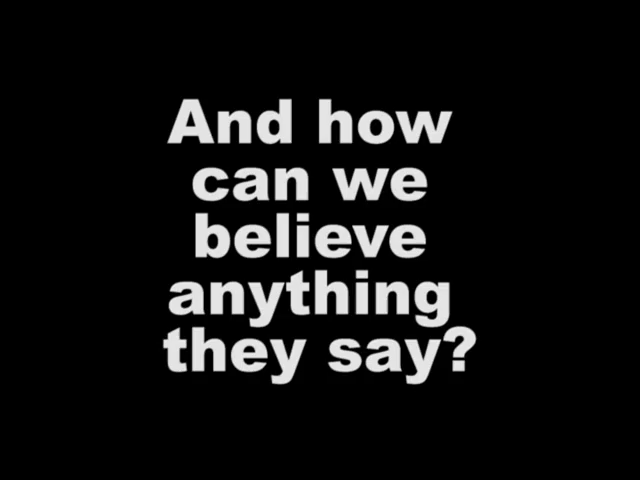 And how
can we
believe
anything
they say?